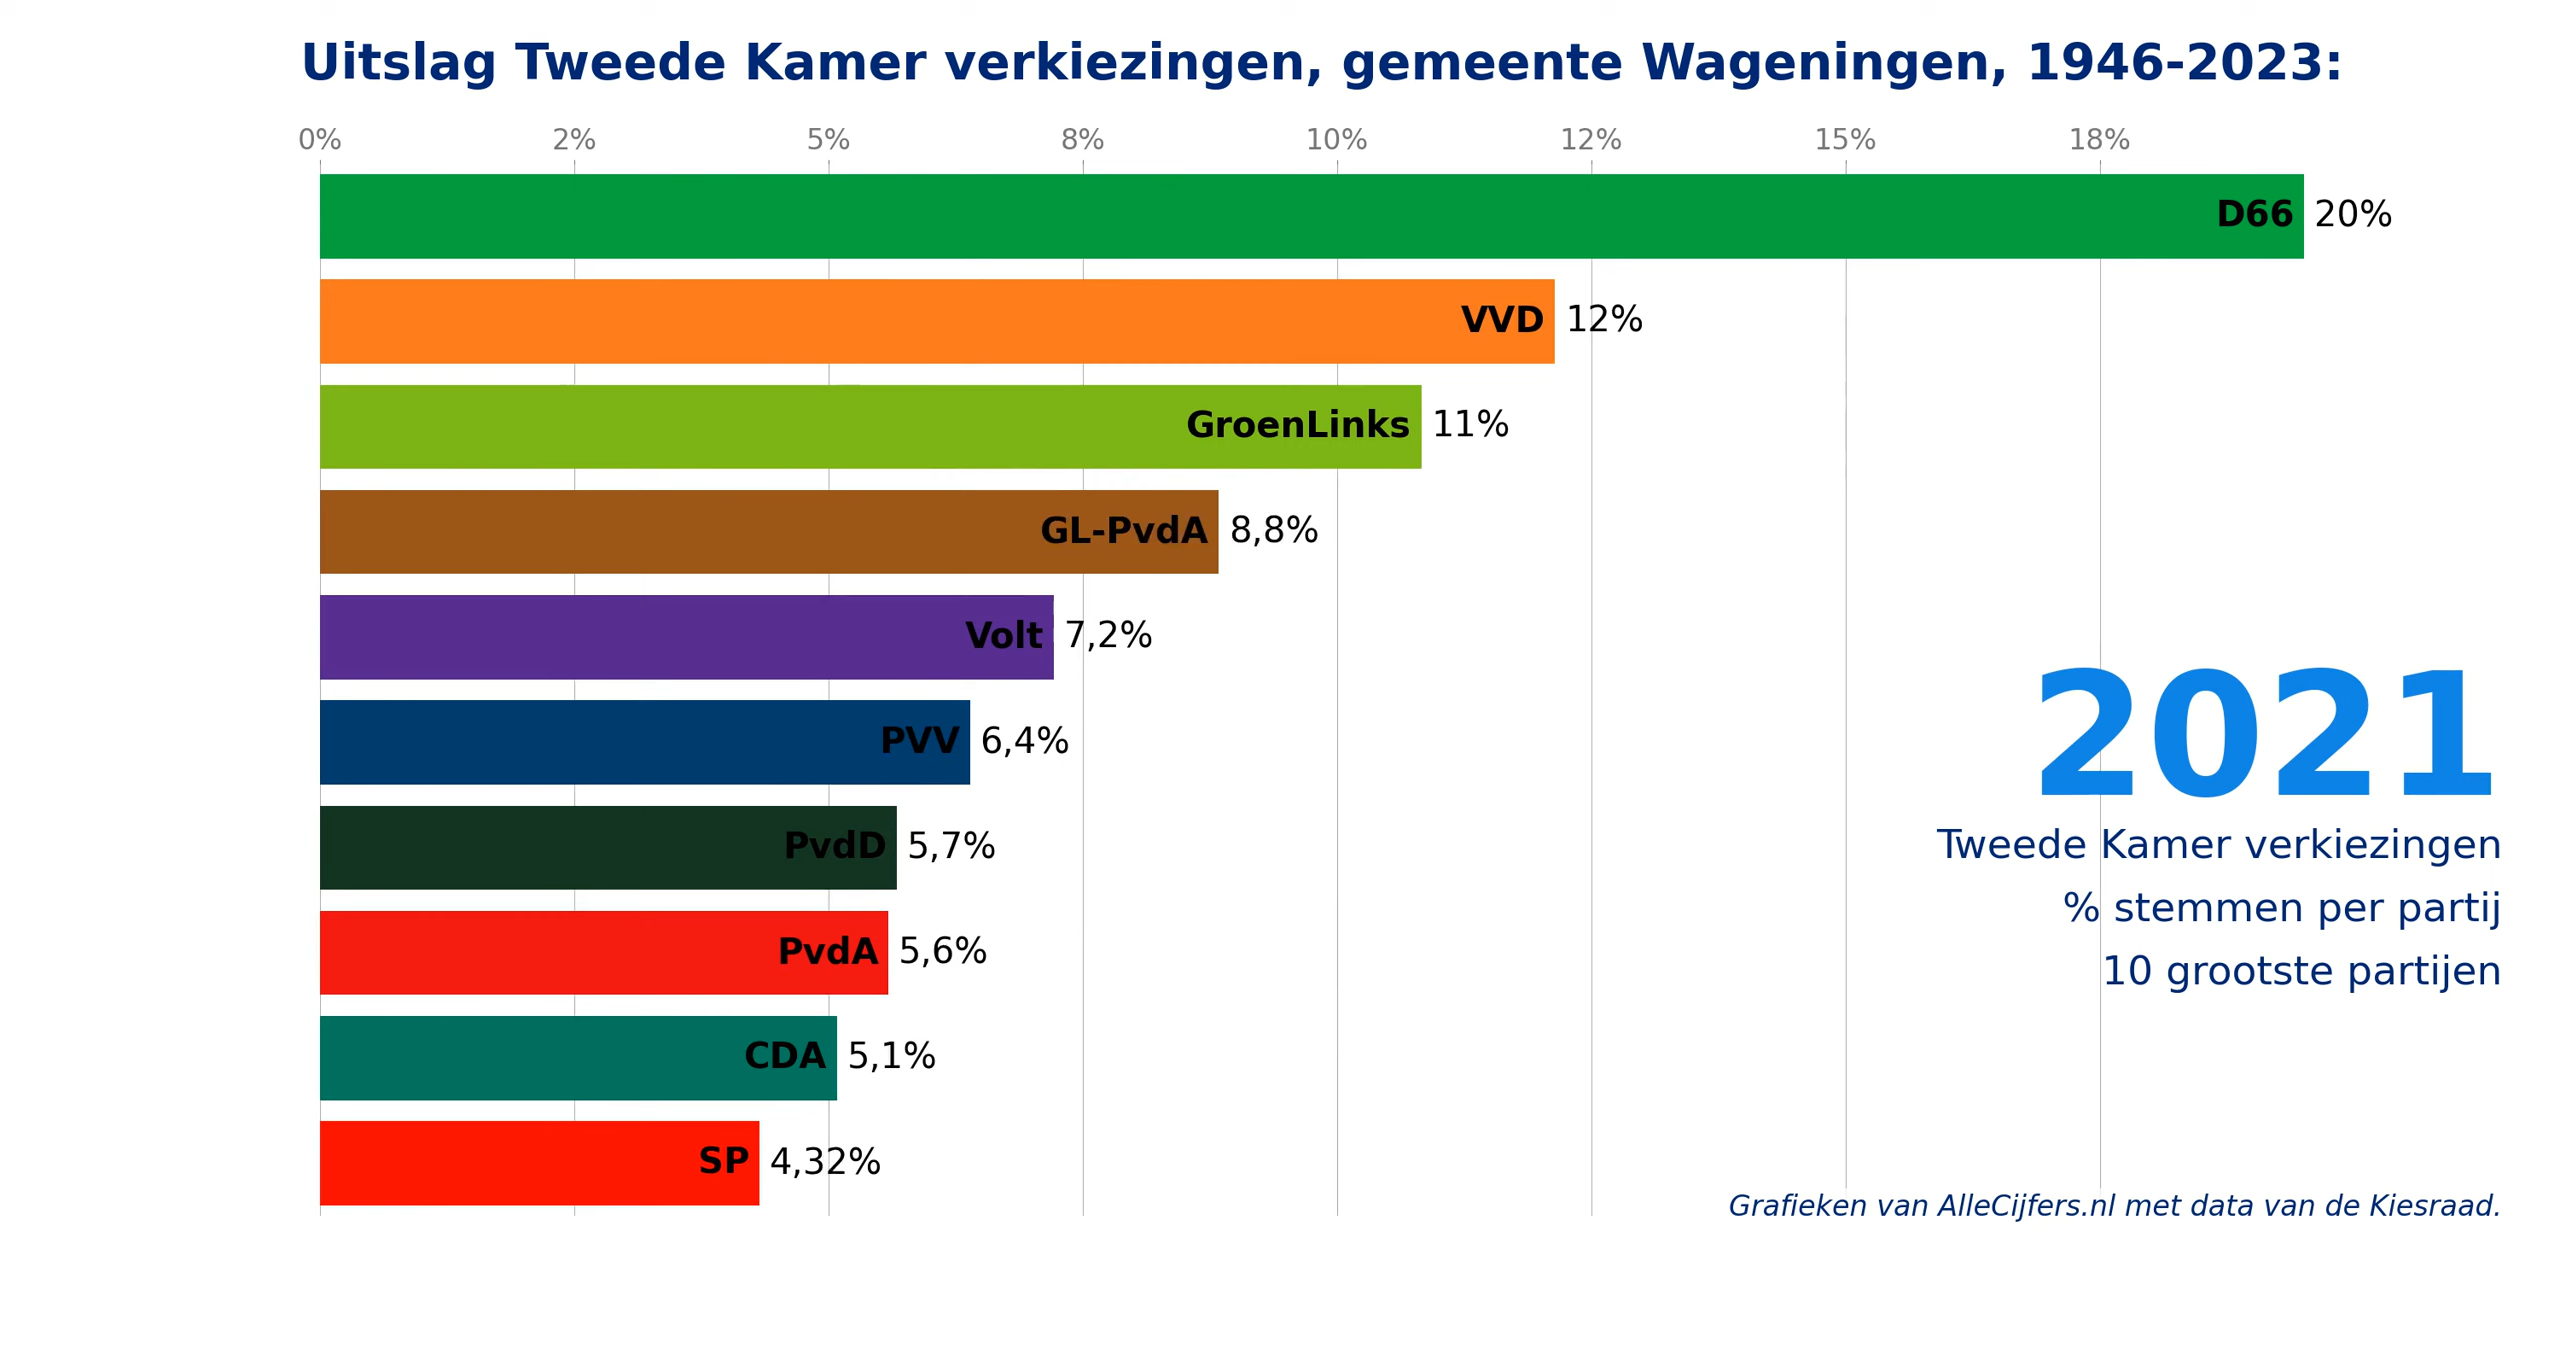 Uitslag Tweede Kamer verkiezingen, gemeente Wageningen, 1946-2023:
0% 2% 5% 8% 10% 12% 15% 18%
D66 20%
VVD 12%
GroenLinks 11%
GL-PvdA 8,8%
Volt 7,2%
PVV 6,4%
PvdD 5,7%
PvdA 5,6%
CDA 5,1%
SP 4,32%
2021
Tweede Kamer verkiezingen
% stemmen per partij
10 grootste partijen
Grafieken van AlleCijfers.nl met data van de Kiesraad.